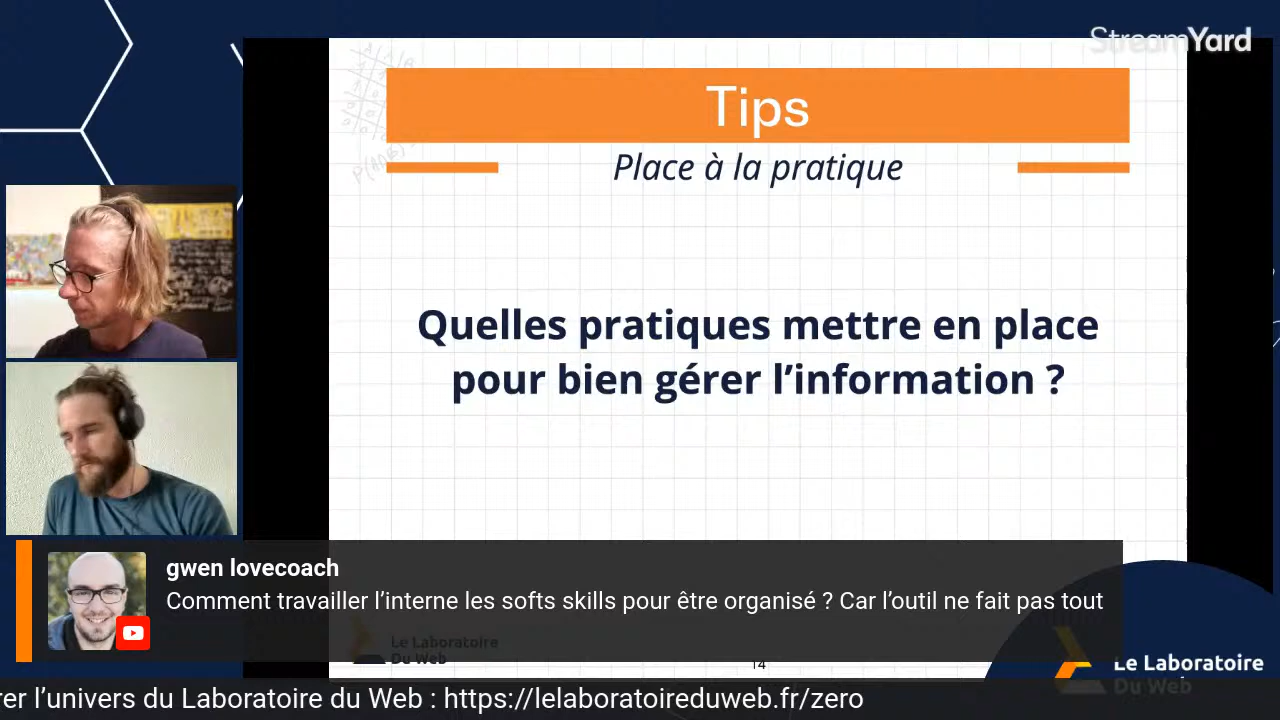 StreamYard
Tips
Place à la pratique
Quelles pratiques mettre en place
pour bien gérer l’information ?
gwen lovecoach
Comment travailler l’interne les softs skills pour être organisé ? Car l’outil ne fait pas tout
Le Laboratoire
Du Web
14
Le Laboratoire
Du Web
rer l’univers du Laboratoire du Web : https://lelaboratoireduweb.fr/zero